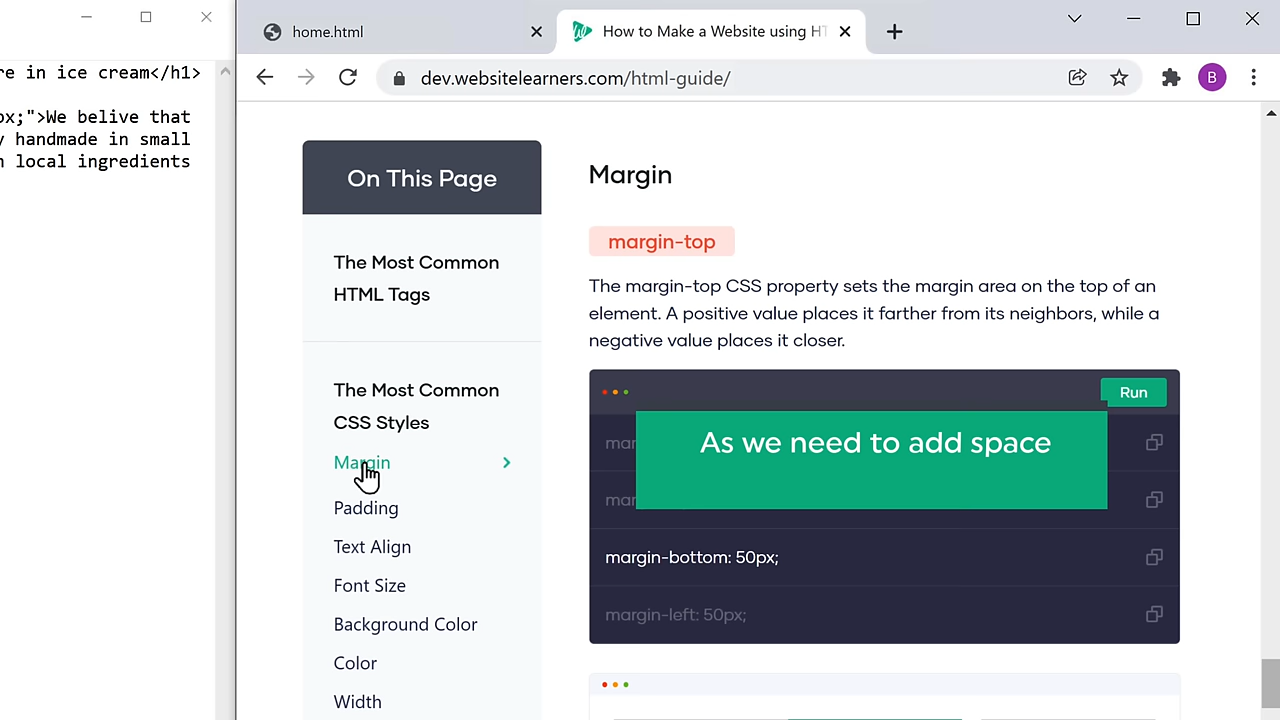 home.html
How to Make a Website using HT
dev.websitelearners.com/html-guide/
B
re in ice cream</h1>
px;">We belive that
y handmade in small
n local ingredients
On This Page
The Most Common
HTML Tags
The Most Common
CSS Styles
Margin
Padding
Text Align
Font Size
Background Color
Color
Width
Margin
margin-top
The margin-top CSS property sets the margin area on the top of an
element. A positive value places it farther from its neighbors, while a
negative value places it closer.
Run
mar
As we need to add space
mar
margin-bottom: 50px;
margin-left: 50px;